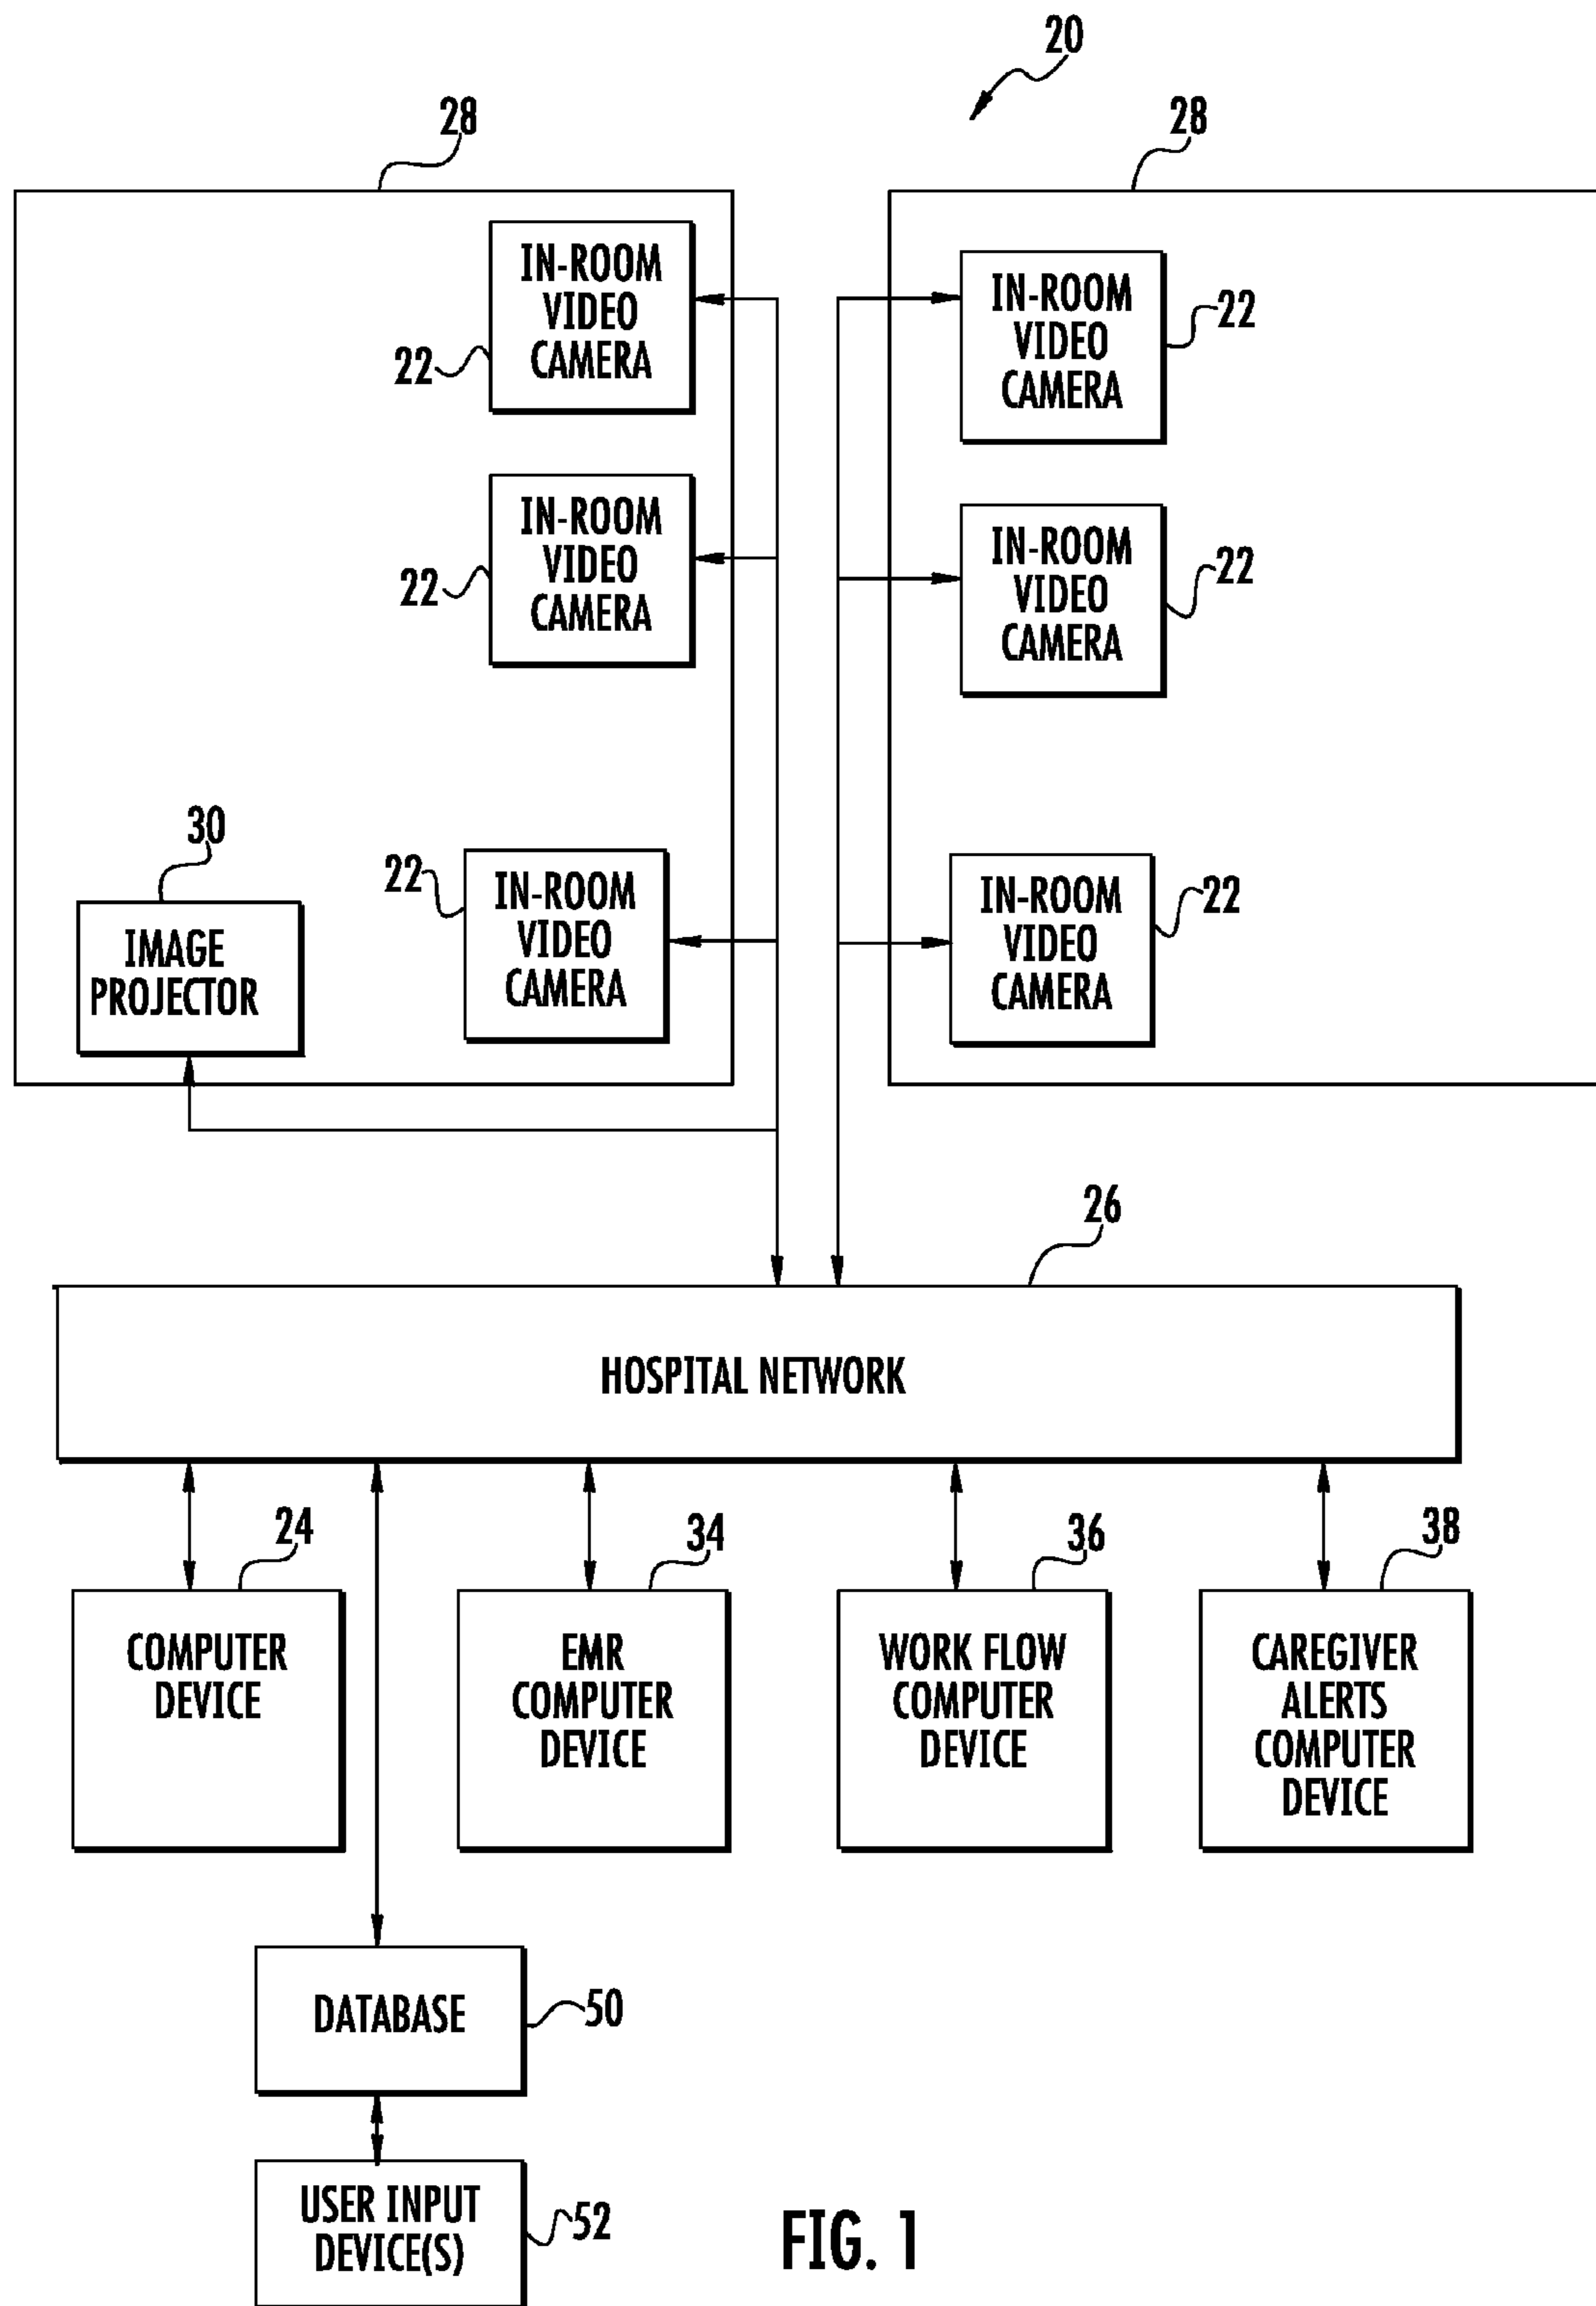 20
28
28
IN-ROOM
VIDEO
CAMERA
22
IN-ROOM
VIDEO
CAMERA
22
IN-ROOM
VIDEO
CAMERA
22
IN-ROOM
VIDEO
CAMERA
22
30
IMAGE
PROJECTOR
22
IN-ROOM
VIDEO
CAMERA
IN-ROOM
VIDEO
CAMERA
22
26
HOSPITAL NETWORK
24
34
36
38
COMPUTER
DEVICE
EMR
COMPUTER
DEVICE
WORK FLOW
COMPUTER
DEVICE
CAREGIVER
ALERTS
COMPUTER
DEVICE
DATABASE
50
USER INPUT
DEVICE(S)
52
FIG. 1